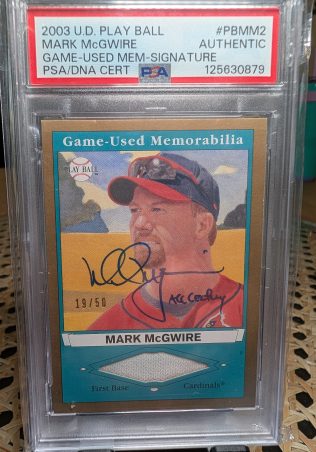 2003 U.D. PLAY BALL #PBMM2
MARK McGWIRE AUTHENTIC
GAME-USED MEM-SIGNATURE
PSA/DNA CERT PSA 125630879
Game-Used Memorabilia
PLAY BALL
19/50
MARK McGWIRE
First Base Cardinals